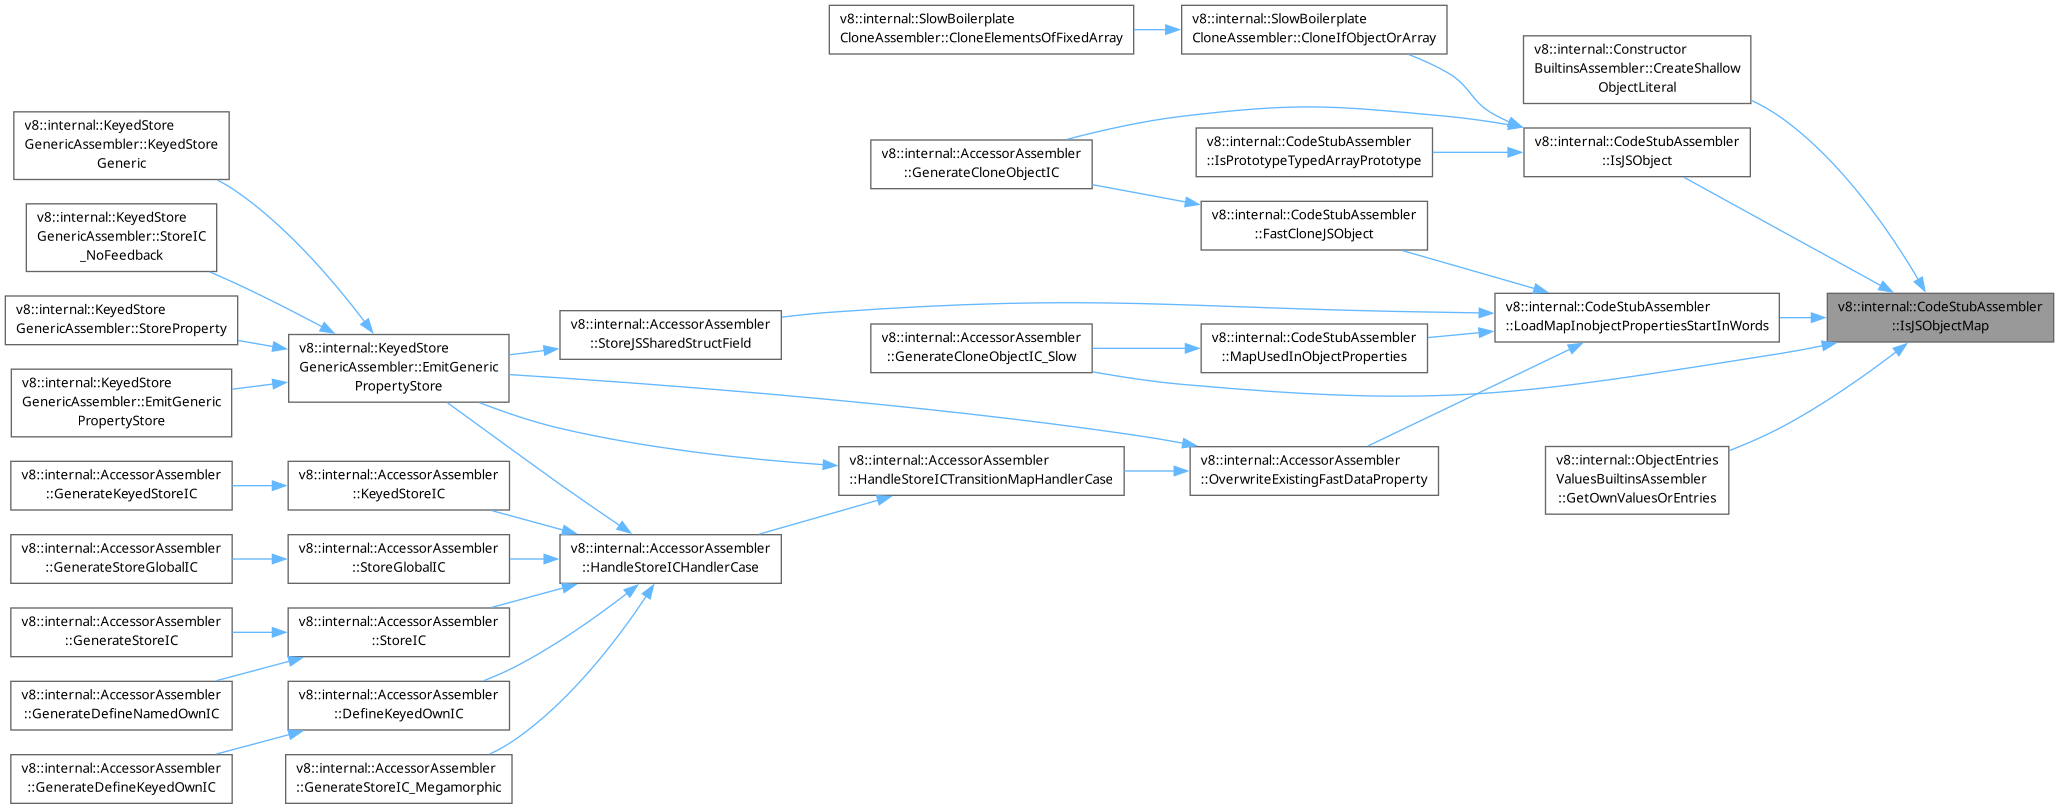 v8::internal::SlowBoilerplate
CloneAssembler::CloneElementsOfFixedArray
v8::internal::SlowBoilerplate
CloneAssembler::CloneIfObjectOrArray
v8::internal::Constructor
BuiltinsAssembler::CreateShallow
ObjectLiteral
v8::internal::KeyedStore
GenericAssembler::KeyedStore
Generic
v8::internal::AccessorAssembler
::GenerateCloneObjectIC
v8::internal::CodeStubAssembler
::IsPrototypeTypedArrayPrototype
v8::internal::CodeStubAssembler
::IsJSObject
v8::internal::KeyedStore
GenericAssembler::StoreIC
_NoFeedback
v8::internal::CodeStubAssembler
::FastCloneJSObject
v8::internal::KeyedStore
GenericAssembler::StoreProperty
v8::internal::KeyedStore
GenericAssembler::EmitGeneric
PropertyStore
v8::internal::AccessorAssembler
::StoreJSSharedStructField
v8::internal::AccessorAssembler
::GenerateCloneObjectIC_Slow
v8::internal::CodeStubAssembler
::MapUsedInObjectProperties
v8::internal::CodeStubAssembler
::LoadMapInobjectPropertiesStartInWords
v8::internal::CodeStubAssembler
::IsJSObjectMap
v8::internal::KeyedStore
GenericAssembler::EmitGeneric
PropertyStore
v8::internal::AccessorAssembler
::GenerateKeyedStoreIC
v8::internal::AccessorAssembler
::KeyedStoreIC
v8::internal::AccessorAssembler
::HandleStoreICTransitionMapHandlerCase
v8::internal::AccessorAssembler
::OverwriteExistingFastDataProperty
v8::internal::ObjectEntries
ValuesBuiltinsAssembler
::GetOwnValuesOrEntries
v8::internal::AccessorAssembler
::GenerateStoreGlobalIC
v8::internal::AccessorAssembler
::StoreGlobalIC
v8::internal::AccessorAssembler
::HandleStoreICHandlerCase
v8::internal::AccessorAssembler
::GenerateStoreIC
v8::internal::AccessorAssembler
::StoreIC
v8::internal::AccessorAssembler
::GenerateDefineNamedOwnIC
v8::internal::AccessorAssembler
::DefineKeyedOwnIC
v8::internal::AccessorAssembler
::GenerateDefineKeyedOwnIC
v8::internal::AccessorAssembler
::GenerateStoreIC_Megamorphic